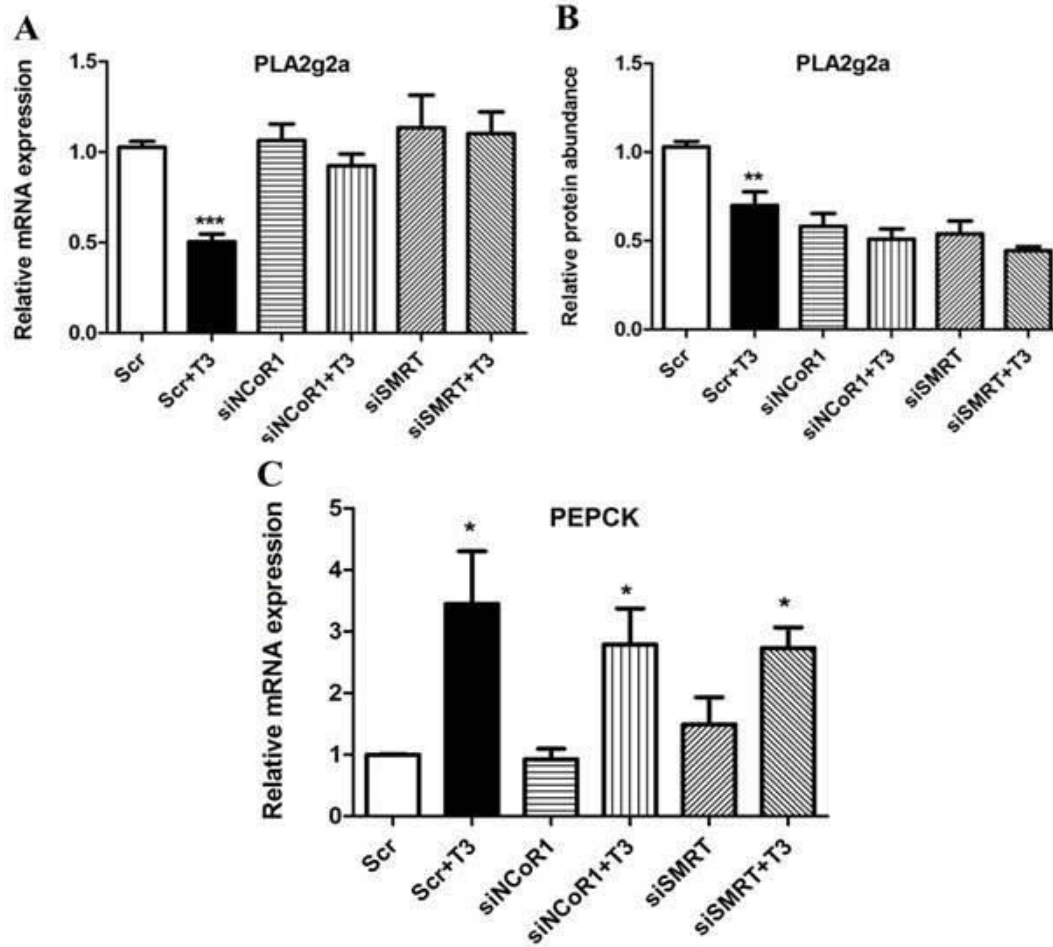 A
PLA2g2a
Relative mRNA expression
1.5
1.0
0.5
0.0
***
Scr
Scr+T3
siNCoR1
siNCoR1+T3
siSMRT
siSMRT+T3
B
PLA2g2a
Relative protein abundance
1.5
1.0
0.5
0.0
**
Scr
Scr+T3
siNCoR1
siNCoR1+T3
siSMRT
siSMRT+T3
C
PEPCK
Relative mRNA expression
5
4
3
2
1
0
*
*
*
Scr
Scr+T3
siNCoR1
siNCoR1+T3
siSMRT
siSMRT+T3